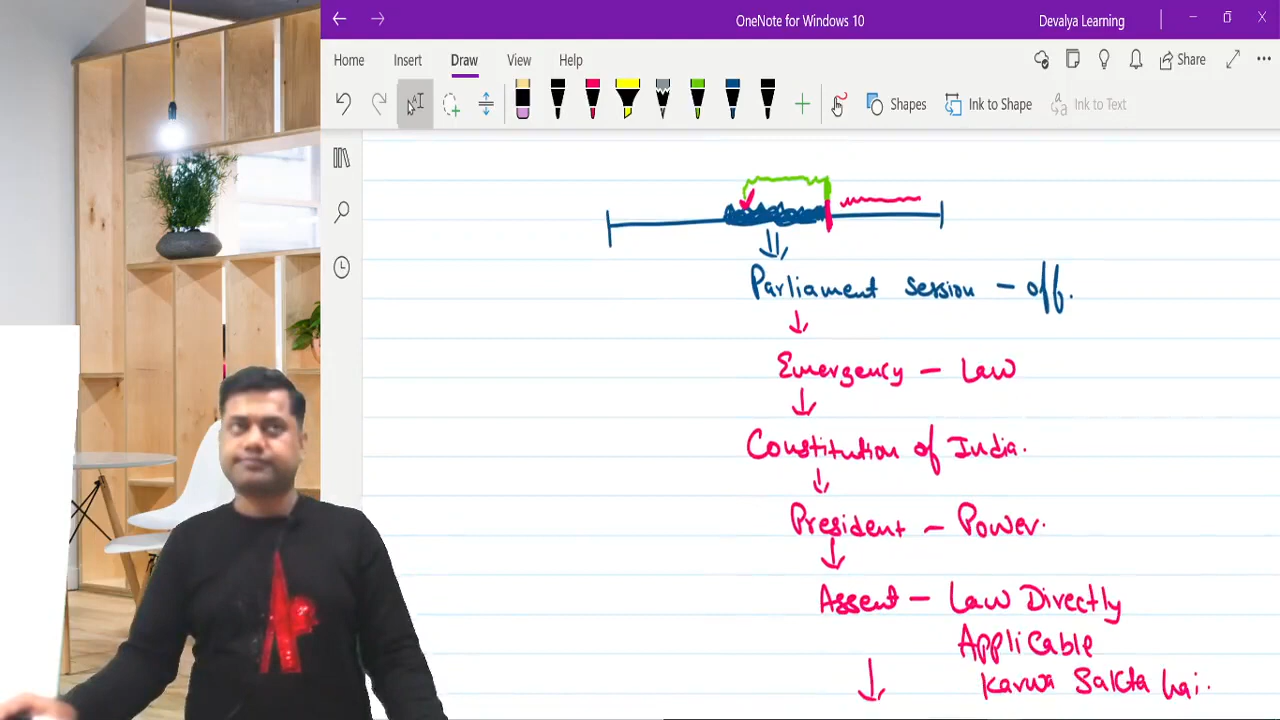 OneNote for Windows 10
Devalya Learning
Home Insert Draw View Help
Share
Shapes Ink to Shape Ink to Text
Parliament session - off.
Emergency - Law
Constitution of India.
President - Power.
Assent - Law Directly
Applicable
Karwa Sakta hai.